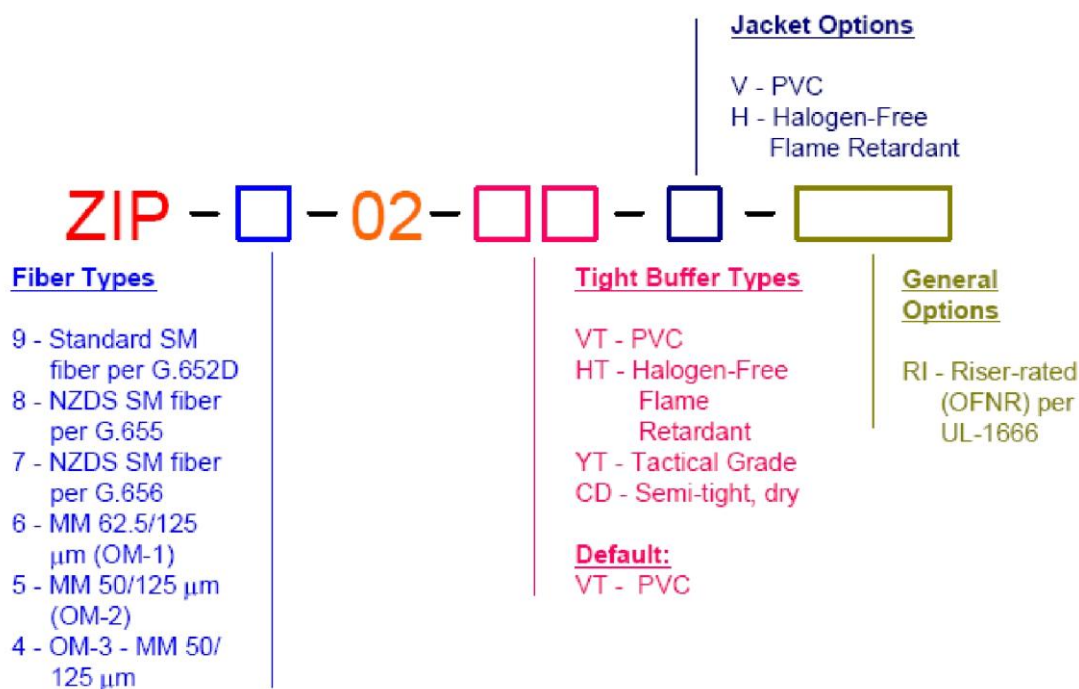 Jacket Options
V - PVC
H - Halogen-Free
Flame Retardant
ZIP - - 02 - - -
Fiber Types
9 - Standard SM
fiber per G.652D
8 - NZDS SM fiber
per G.655
7 - NZDS SM fiber
per G.656
6 - MM 62.5/125
μm (OM-1)
5 - MM 50/125 μm
(OM-2)
4 - OM-3 - MM 50/
125 μm
Tight Buffer Types
VT - PVC
HT - Halogen-Free
Flame
Retardant
YT - Tactical Grade
CD - Semi-tight, dry
Default:
VT - PVC
General
Options
RI - Riser-rated
(OFNR) per
UL-1666